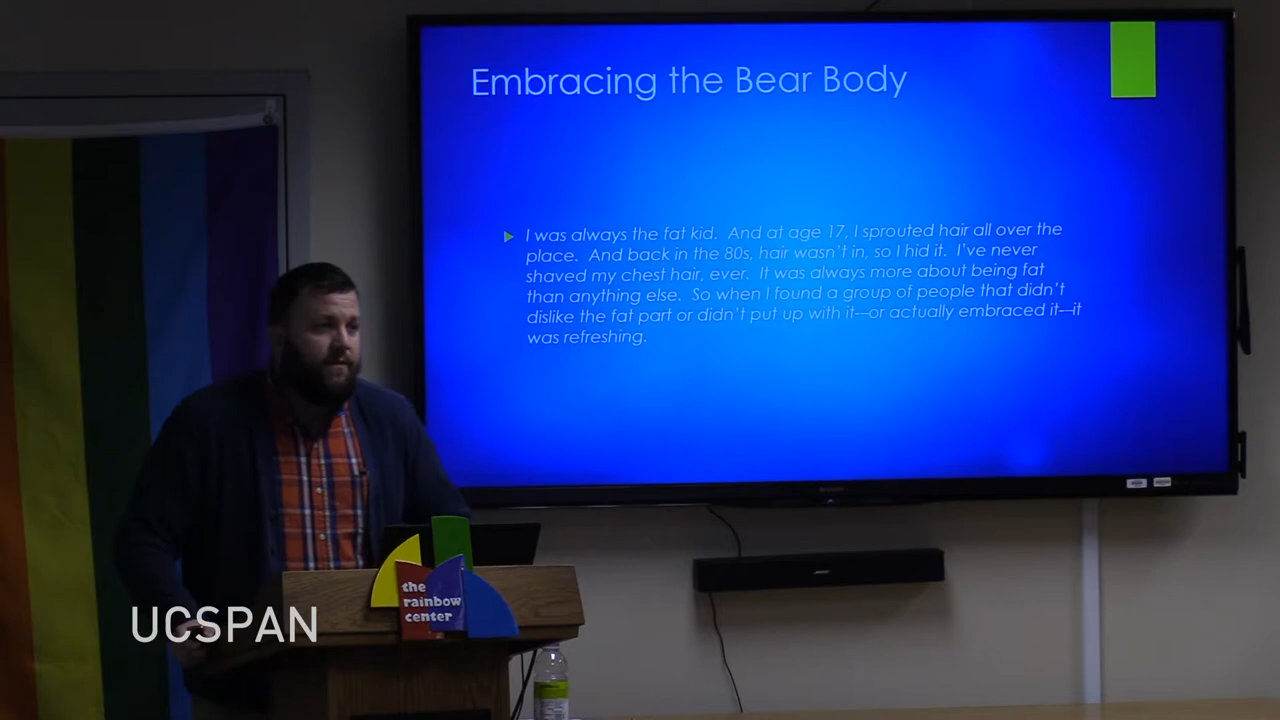 Embracing the Bear Body
I was always the fat kid.  And at age 17, I sprouted hair all over the
place.  And back in the 80s, hair wasn't in, so I hid it.  I've never
shaved my chest hair, ever.  It was always more about being fat
than anything else.  So when I found a group of people that didn't
dislike the fat part or didn't put up with it--or actually embraced it--it
was refreshing.
the
rainbow
center
UCSPAN